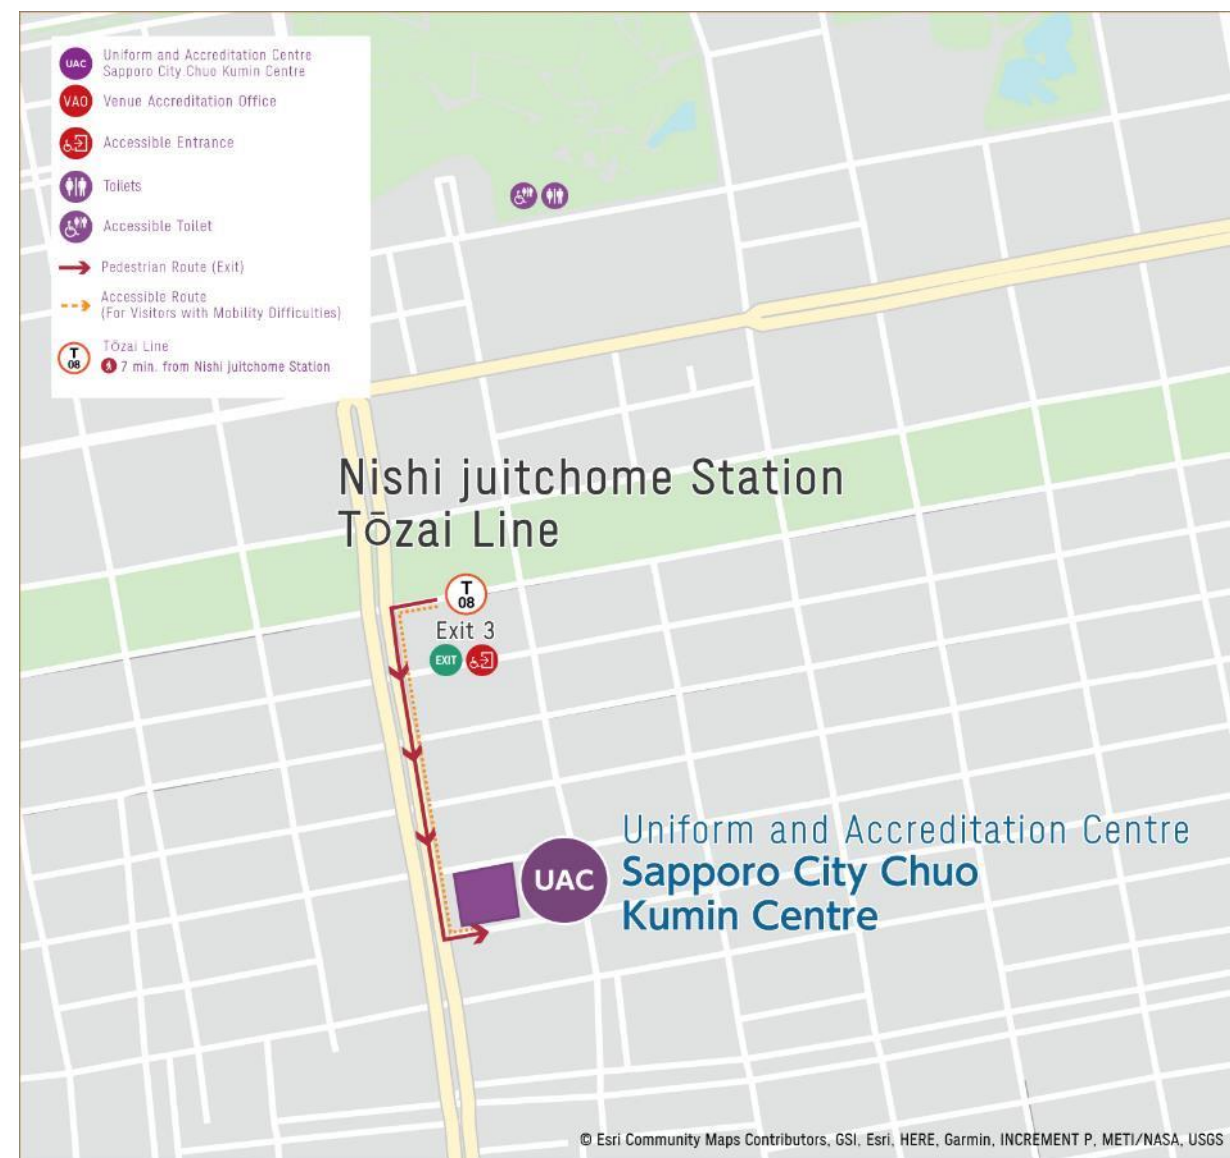 UAC
Uniform and Accreditation Centre
Sapporo City Chuo Kumin Centre
VAO
Venue Accreditation Office
Accessible Entrance
Toilets
Accessible Toilet
Pedestrian Route (Exit)
Accessible Route
(For Visitors with Mobility Difficulties)
T
08
Tōzai Line
7 min. from Nishi juitchome Station
Nishi juitchome Station
Tōzai Line
T
08
Exit 3
EXIT
UAC
Uniform and Accreditation Centre
Sapporo City Chuo
Kumin Centre
© Esri Community Maps Contributors, GSI, Esri, HERE, Garmin, INCREMENT P, METI/NASA, USGS